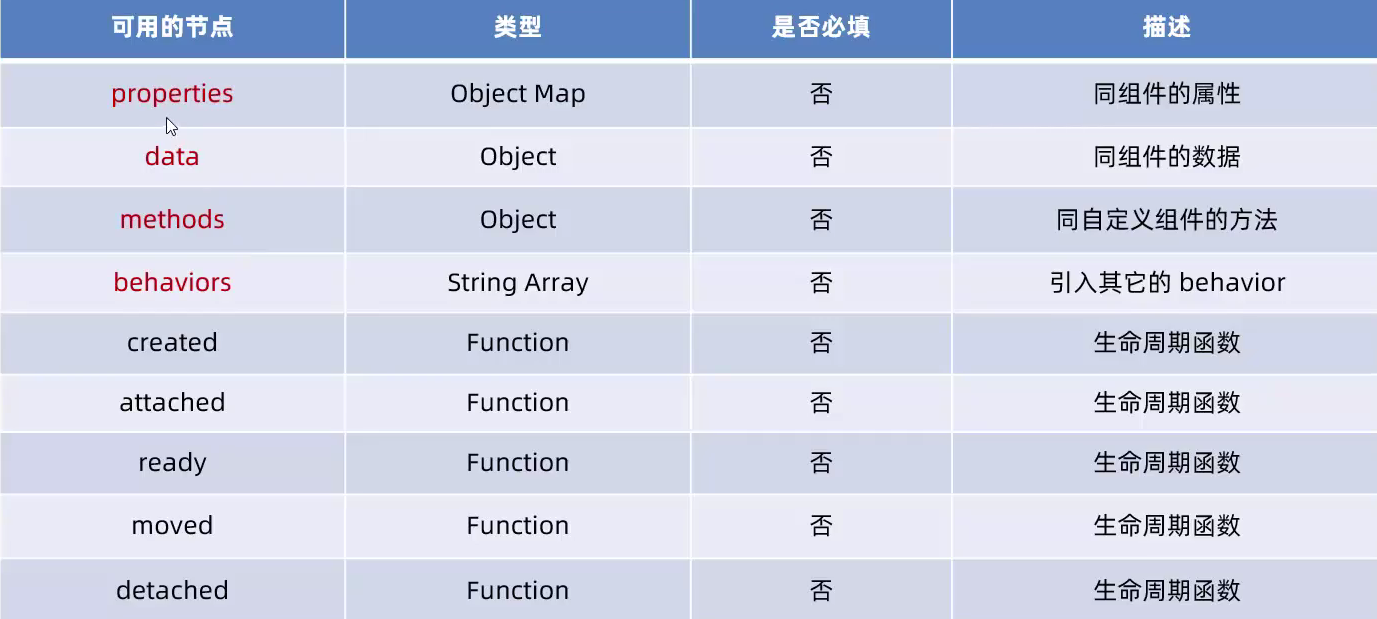 可用的节点 类型 是否必填 描述
properties Object Map 否 同组件的属性
data Object 否 同组件的数据
methods Object 否 同自定义组件的方法
behaviors String Array 否 引入其它的 behavior
created Function 否 生命周期函数
attached Function 否 生命周期函数
ready Function 否 生命周期函数
moved Function 否 生命周期函数
detached Function 否 生命周期函数